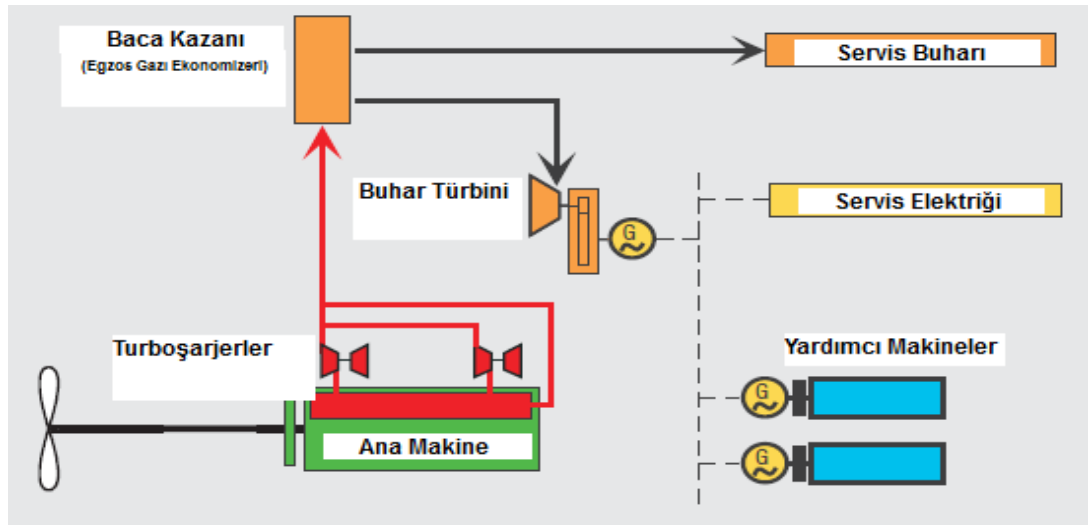 Baca Kazanı
(Egzos Gazı Ekonomizeri)
Servis Buharı
Buhar Türbini
Servis Elektriği
G
Turboşarjerler
Yardımcı Makineler
G
Ana Makine
G